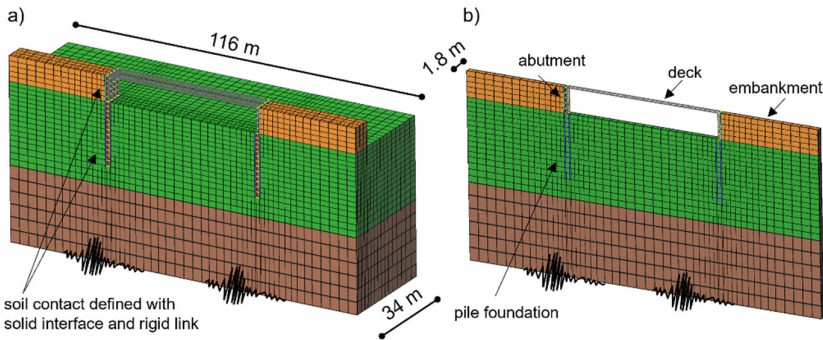 a)
116 m
b)
1.8 m
abutment
deck
embankment
soil contact defined with
solid interface and rigid link
34 m
pile foundation